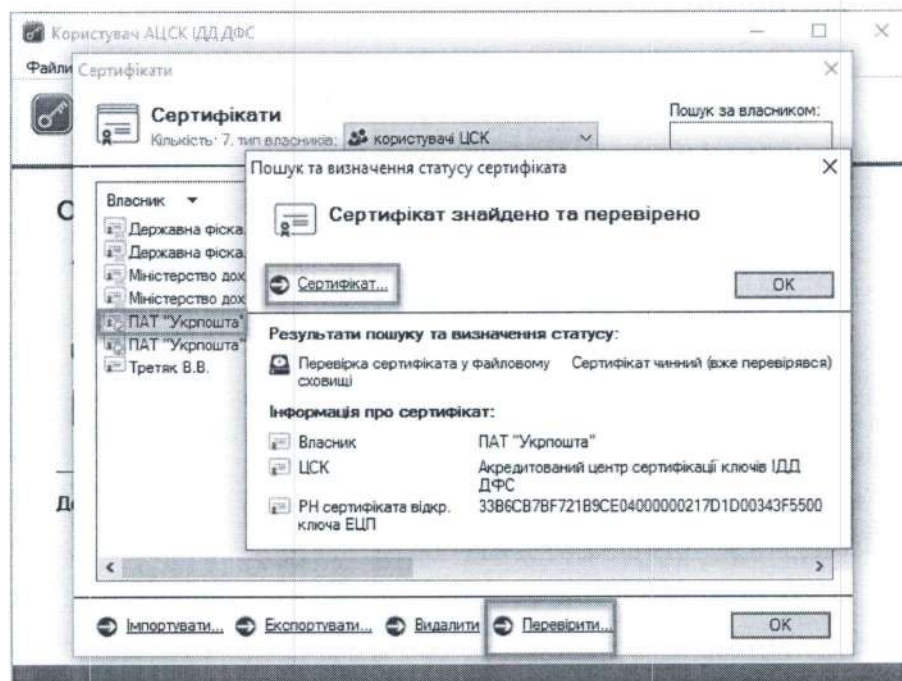 Користувач АЦСК ІДД ДФС
Файли
Сертифікати
Сертифікати
Кількість: 7, тип власників: користувачі ЦСК
Пошук за власником:
Пошук та визначення статусу сертифіката
Сертифікат знайдено та перевірено
Сертифікат...
OK
Результати пошуку та визначення статусу:
Перевірка сертифіката у файловому сховищі
Сертифікат чинний (вже перевірявся)
Інформація про сертифікат:
Власник
ПАТ "Укрпошта"
ЦСК
Акредитований центр сертифікації ключів ІДД
ДФС
РН сертифіката відкр.
ключа ЕЦП
33B6CB7BF721B9CE04000000217D1D00343F5500
Власник
Державна фіска
Державна фіска
Міністерство дох
Міністерство дох
ПАТ "Укрпошта"
ПАТ "Укрпошта"
Третяк В.В.
Імпортувати...
Експортувати...
Видалити
Перевірити...
OK